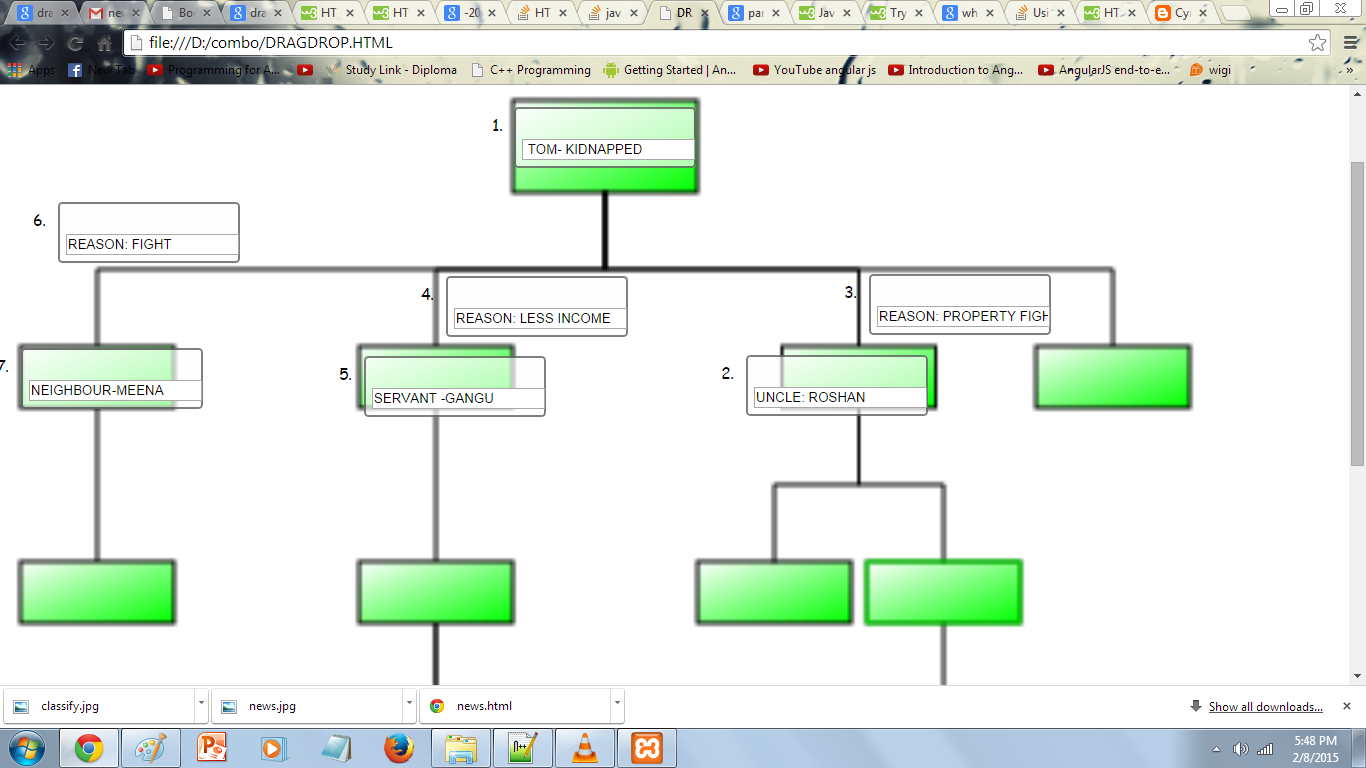 dra
ne
Bo
dra
HT
HT
-20
HT
jav
DR
par
Jav
Try
wh
Usi
HT
Cyr
file:///D:/combo/DRAGDROP.HTML
Apps
New Tab
Programming for A...
Study Link - Diploma
C++ Programming
Getting Started | An...
YouTube angular js
Introduction to Ang...
AngularJS end-to-e...
wigi
»
1.
TOM- KIDNAPPED
6.
REASON: FIGHT
4.
REASON: LESS INCOME
3.
REASON: PROPERTY FIGH
7.
NEIGHBOUR-MEENA
5.
SERVANT -GANGU
2.
UNCLE: ROSHAN
classify.jpg
news.jpg
news.html
Show all downloads...
5:48 PM
2/8/2015